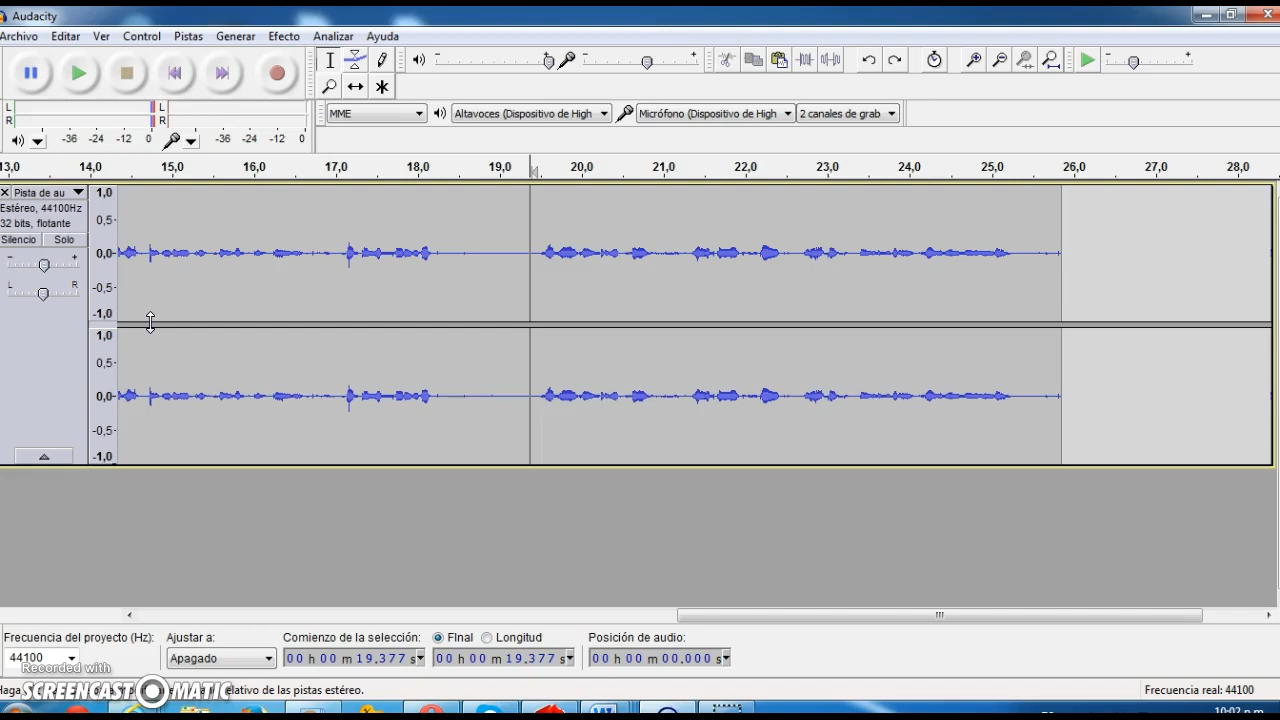 Audacity
Archivo Editar Ver Control Pistas Generar Efecto Analizar Ayuda
L
R
L
R
-36 -24 -12 0
-36 -24 -12 0
MME
Altavoces (Dispositivo de High
Micrófono (Dispositivo de High
2 canales de grab
13,0 14,0 15,0 16,0 17,0 18,0 19,0 20,0 21,0 22,0 23,0 24,0 25,0 26,0 27,0 28,0
Pista de au
Estéreo, 44100Hz
32 bits, flotante
Silencio Solo
- +
L R
1,0
0,5-
0,0-
-0,5-
-1,0
1,0
0,5-
0,0-
-0,5-
-1,0
Frecuencia del proyecto (Hz):
44100
Ajustar a:
Apagado
Comienzo de la selección:
00 h 00 m 19,377 s
FInal Longitud
00 h 00 m 19,377 s
Posición de audio:
00 h 00 m 00,000 s
Recorded with
SCREENCAST MATIC
relativo de las pistas estéreo.
Frecuencia real: 44100
10:02 p.m.